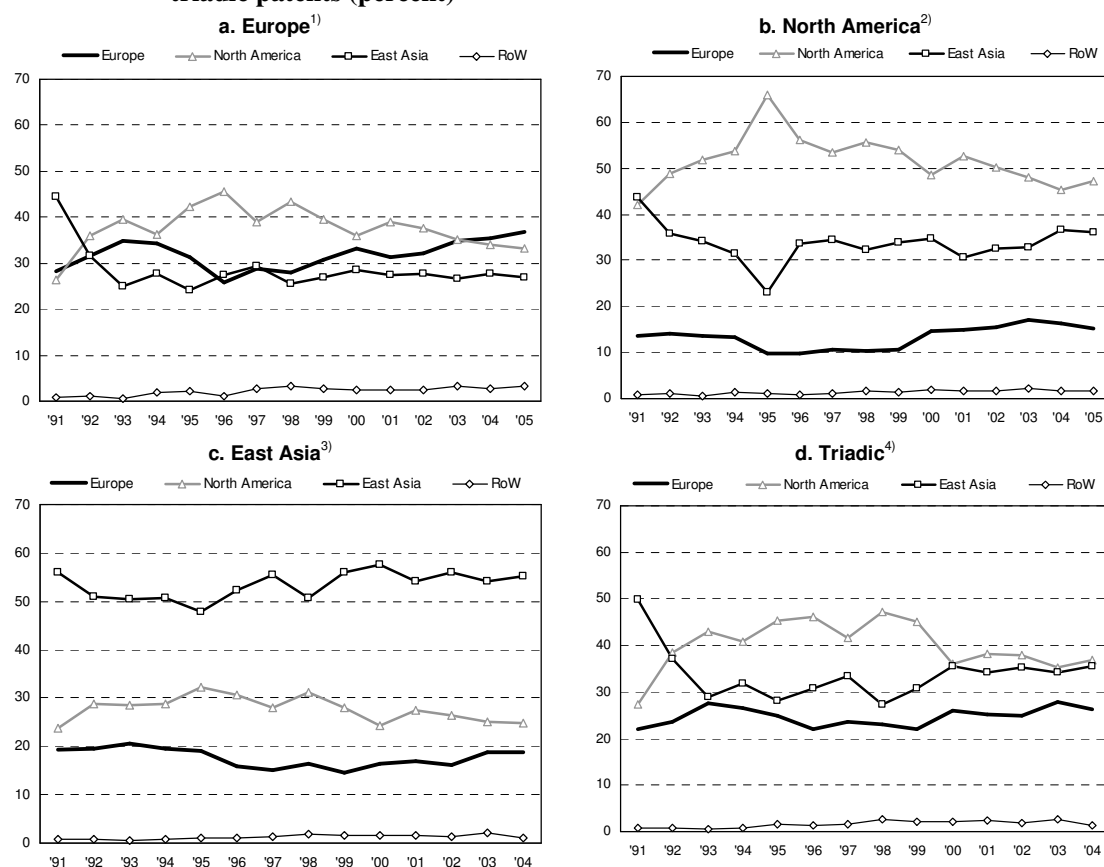 triadic patents (percent)
a. Europe1)
Europe North America East Asia RoW
70
60
50
40
30
20
10
0
'91 '92 '93 '94 '95 '96 '97 '98 '99 '00 '01 '02 '03 '04 '05
b. North America2)
Europe North America East Asia RoW
70
60
50
40
30
20
10
0
'91 '92 '93 '94 '95 '96 '97 '98 '99 '00 '01 '02 '03 '04 '05
c. East Asia3)
Europe North America East Asia RoW
70
60
50
40
30
20
10
0
'91 '92 '93 '94 '95 '96 '97 '98 '99 '00 '01 '02 '03 '04
d. Triadic4)
Europe North America East Asia RoW
70
60
50
40
30
20
10
0
'91 '92 '93 '94 '95 '96 '97 '98 '99 '00 '01 '02 '03 '04